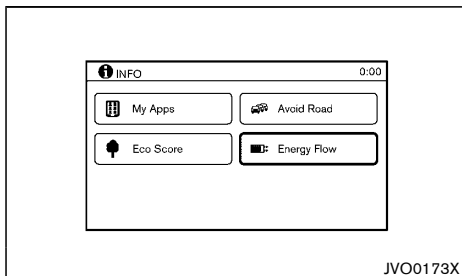 INFO 0:00
My Apps Avoid Road
Eco Score Energy Flow
JVO0173X